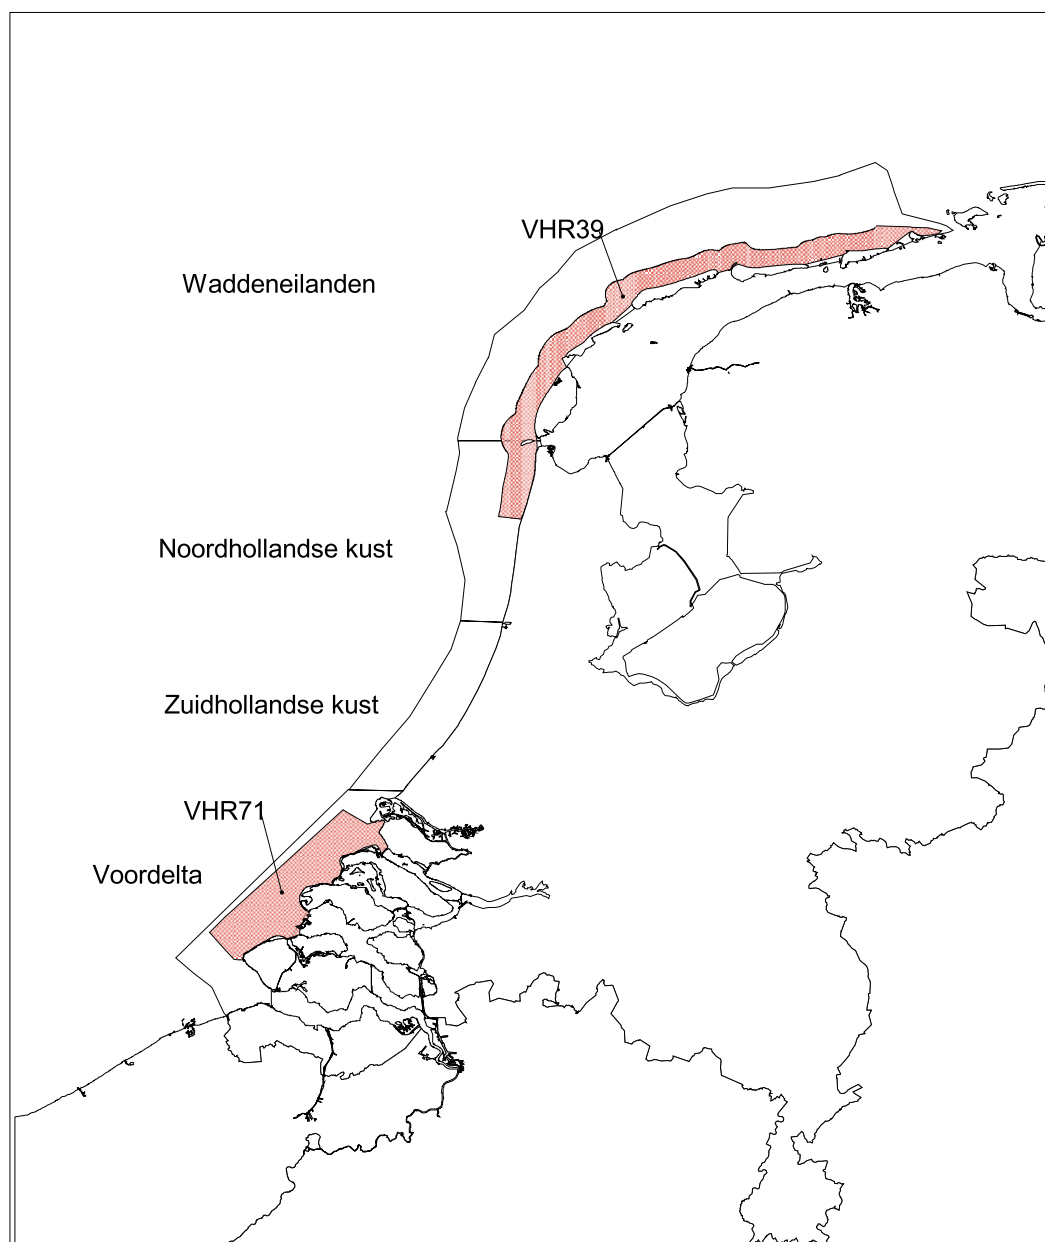 VHR39
Waddeneilanden
Noordhollandse kust
Zuidhollandse kust
VHR71
Voordelta